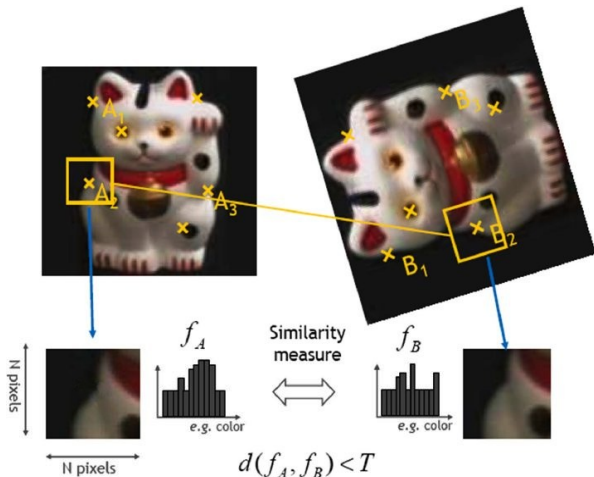 A1
A2
A3
B3
B1
B2
fA
Similarity
measure
fB
N pixels
e.g. color
e.g. color
N pixels
d(fA, fB) < T